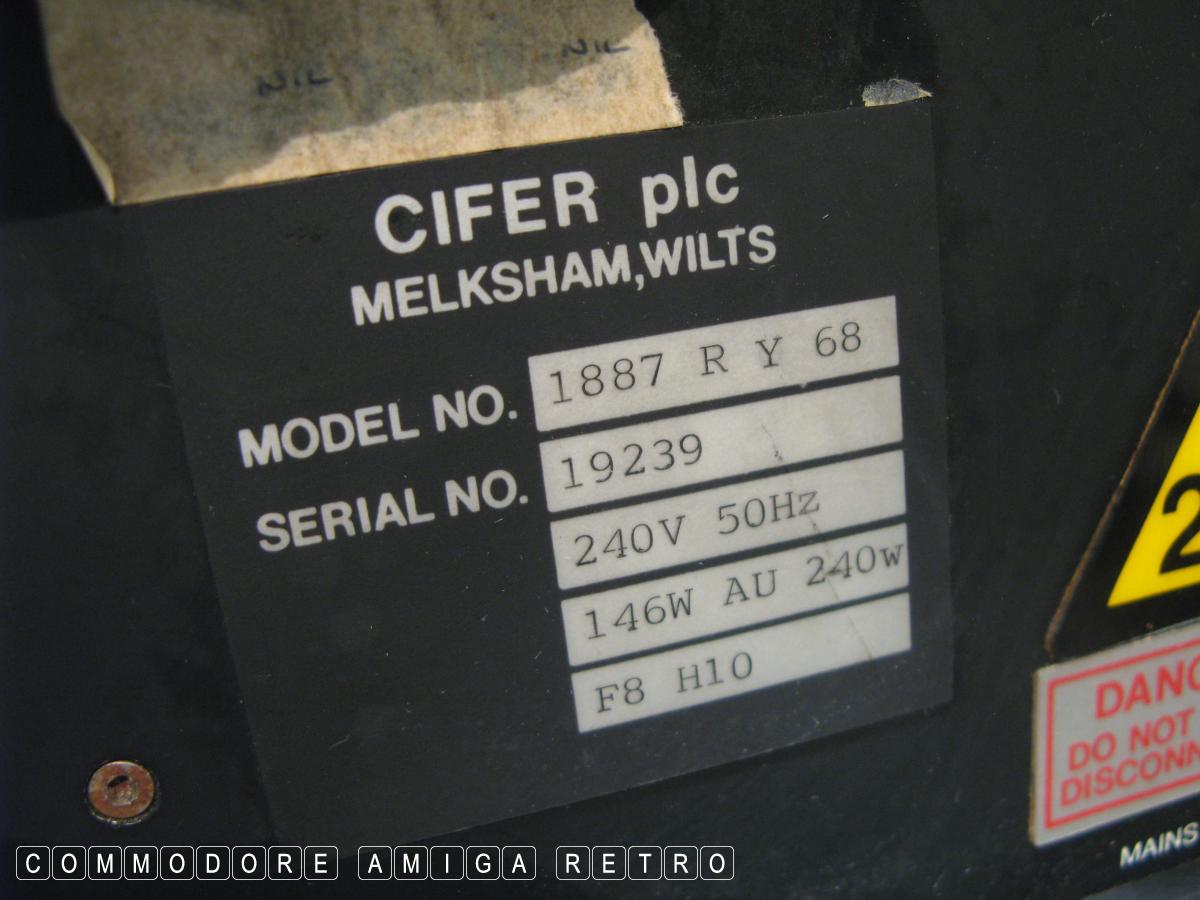 NIL NIL
CIFER plc
MELKSHAM,WILTS
MODEL NO. 1887 R Y 68
SERIAL NO. 19239
240V 50Hz
146W AU 240w
F8 H10
2
DANG
DO NOT
DISCONN
MAINS
COMMODORE AMIGA RETRO